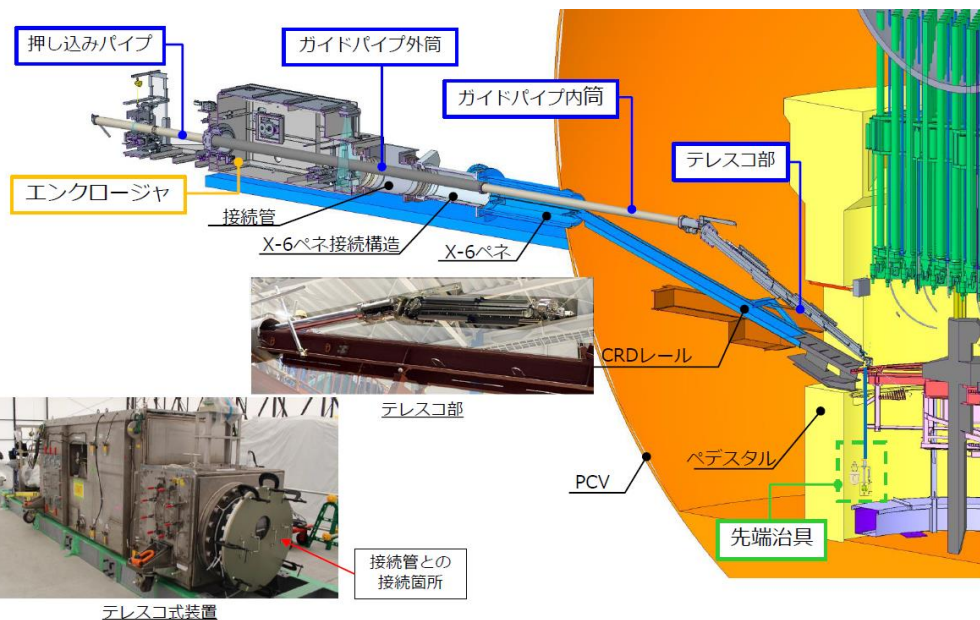 押し込みパイプ
ガイドパイプ外筒
ガイドパイプ内筒
テレスコ部
エンクロージャ
接続管
X-6ペネ接続構造
X-6ペネ
CRDレール
テレスコ部
ペデスタル
PCV
先端治具
接続管との
接続箇所
テレスコ式装置